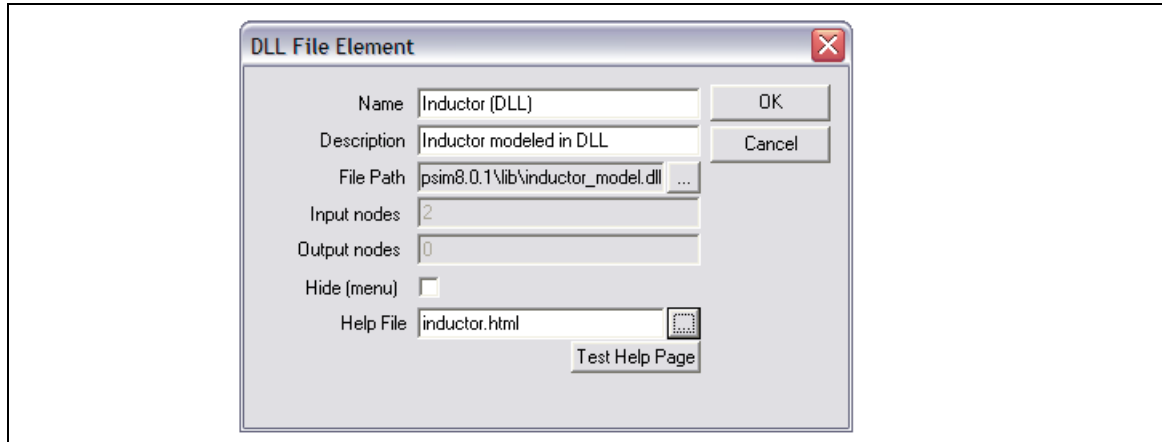 DLL File Element
Name Inductor (DLL) OK
Description Inductor modeled in DLL Cancel
File Path psim8.0.1\lib\inductor_model.dll ...
Input nodes 2
Output nodes 0
Hide (menu)
Help File inductor.html ...
Test Help Page